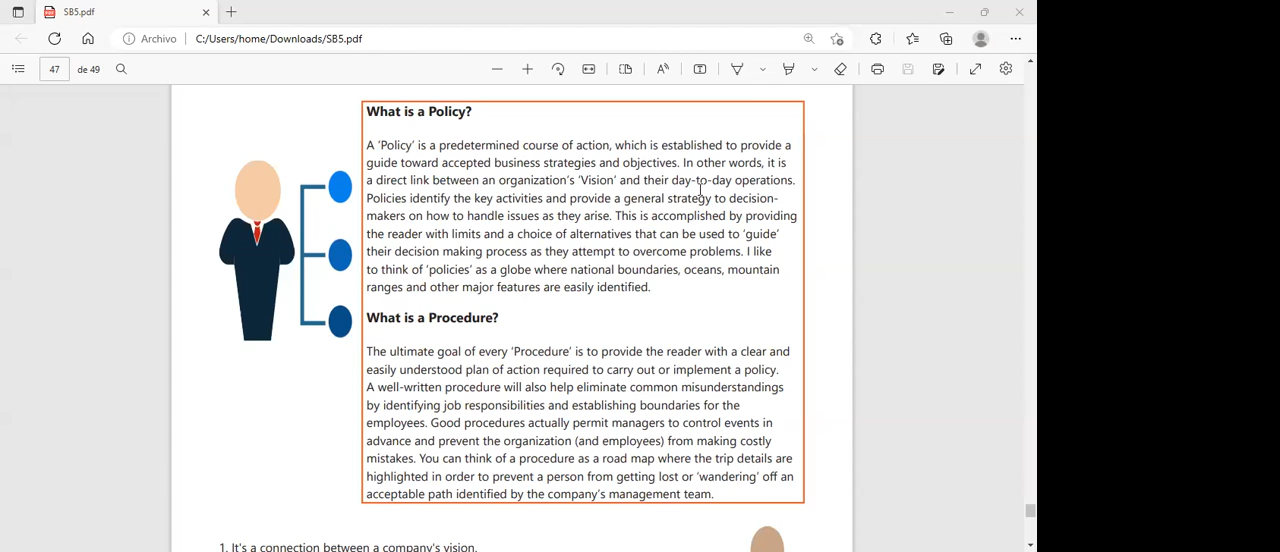 SB5.pdf
Archivo C:/Users/home/Downloads/SB5.pdf
47 de 49
What is a Policy?
A ‘Policy’ is a predetermined course of action, which is established to provide a
guide toward accepted business strategies and objectives. In other words, it is
a direct link between an organization’s ‘Vision’ and their day-to-day operations.
Policies identify the key activities and provide a general strategy to decision-
makers on how to handle issues as they arise. This is accomplished by providing
the reader with limits and a choice of alternatives that can be used to ‘guide’
their decision making process as they attempt to overcome problems. I like
to think of ‘policies’ as a globe where national boundaries, oceans, mountain
ranges and other major features are easily identified.
What is a Procedure?
The ultimate goal of every ‘Procedure’ is to provide the reader with a clear and
easily understood plan of action required to carry out or implement a policy.
A well-written procedure will also help eliminate common misunderstandings
by identifying job responsibilities and establishing boundaries for the
employees. Good procedures actually permit managers to control events in
advance and prevent the organization (and employees) from making costly
mistakes. You can think of a procedure as a road map where the trip details are
highlighted in order to prevent a person from getting lost or ‘wandering’ off an
acceptable path identified by the company’s management team.
1. It's a connection between a company's vision.